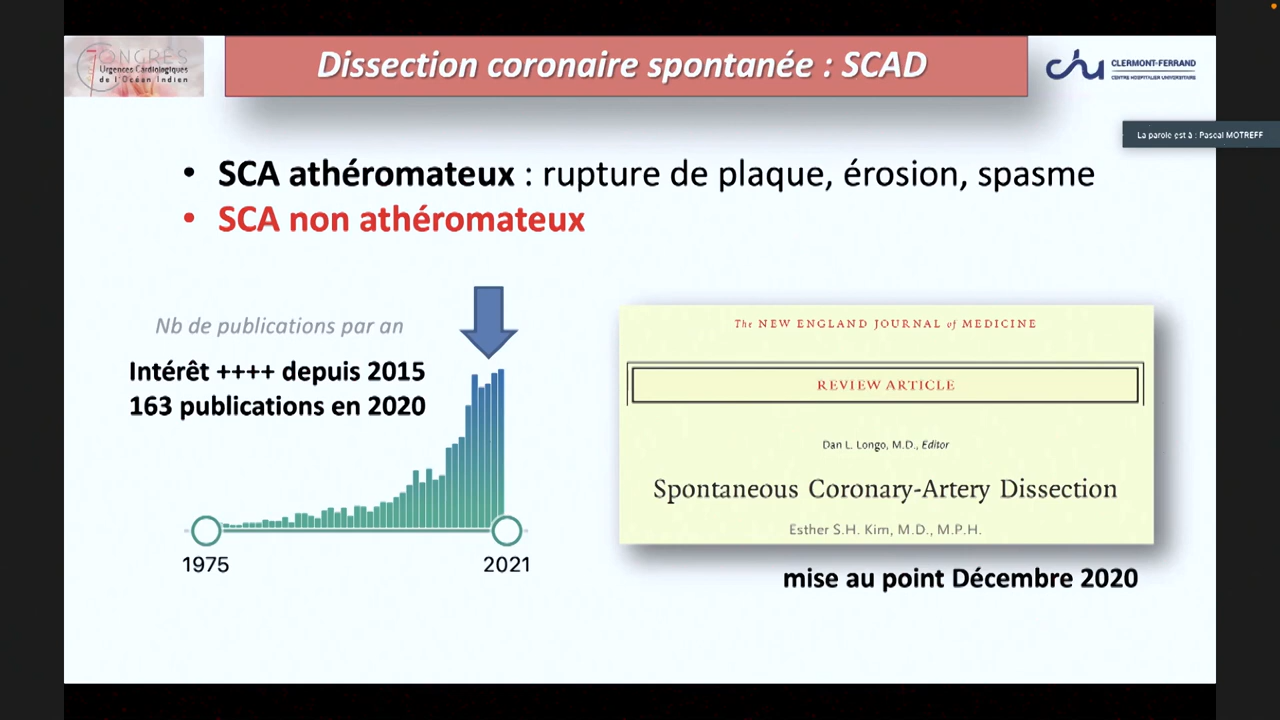 CONGRÈS
Urgences Cardiologiques
de l'Océan Indien
Dissection coronaire spontanée : SCAD
chu
CLERMONT-FERRAND
CENTRE HOSPITALIER UNIVERSITAIRE
La parole est à : Pascal MOTREFF
• SCA athéromateux : rupture de plaque, érosion, spasme
• SCA non athéromateux
Nb de publications par an
Intérêt ++++ depuis 2015
163 publications en 2020
1975
2021
The NEW ENGLAND JOURNAL of MEDICINE
REVIEW ARTICLE
Dan L. Longo, M.D., Editor
Spontaneous Coronary-Artery Dissection
Esther S.H. Kim, M.D., M.P.H.
mise au point Décembre 2020